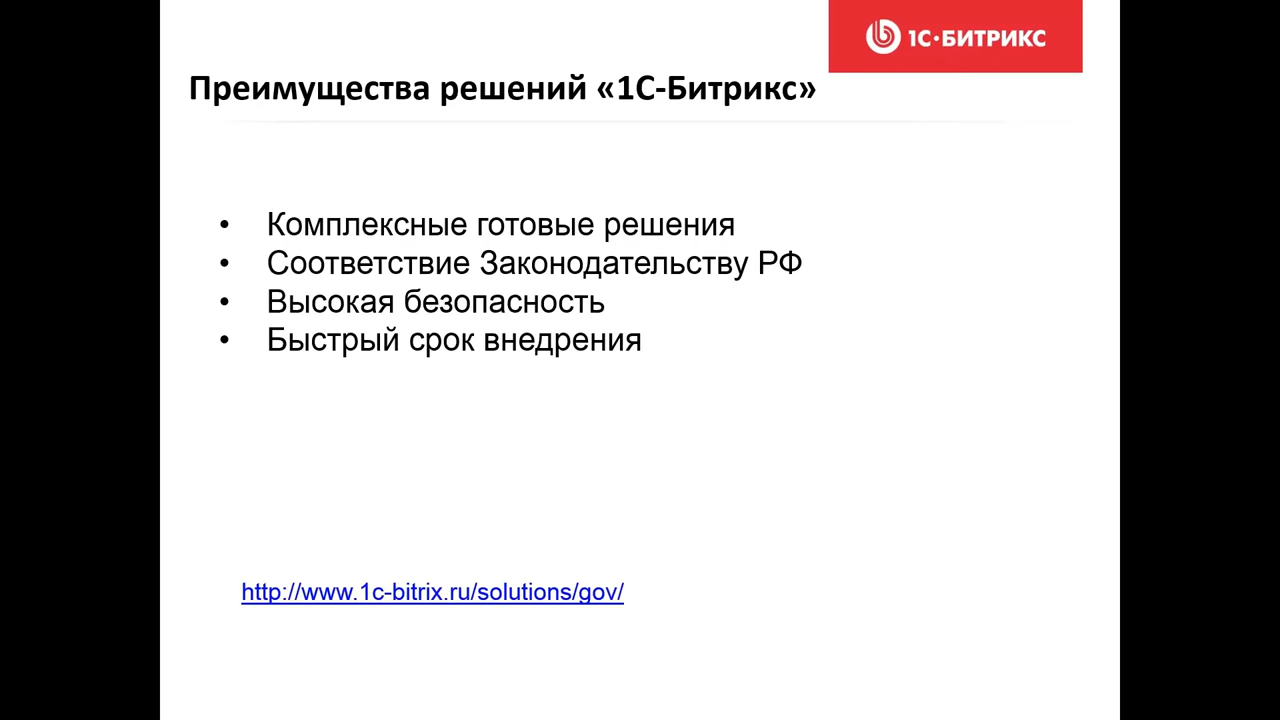 1С-БИТРИКС
Преимущества решений «1С-Битрикс»
• Комплексные готовые решения
• Соответствие Законодательству РФ
• Высокая безопасность
• Быстрый срок внедрения
http://www.1c-bitrix.ru/solutions/gov/